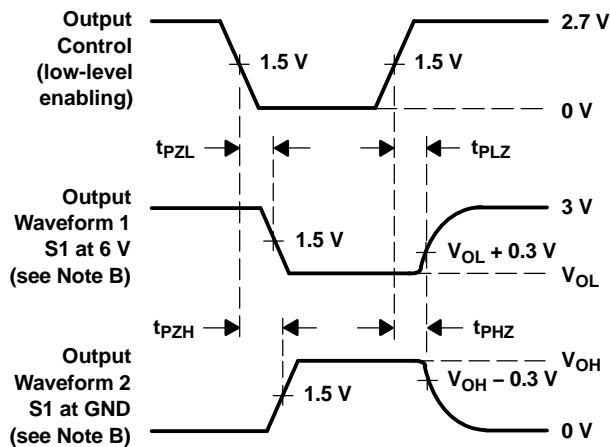 Output
Control
(low-level
enabling)
1.5 V
1.5 V
2.7 V
0 V
tPZL
tPLZ
Output
Waveform 1
S1 at 6 V
(see Note B)
1.5 V
3 V
VOL + 0.3 V
VOL
tPZH
tPHZ
Output
Waveform 2
S1 at GND
(see Note B)
1.5 V
VOH
VOH − 0.3 V
0 V